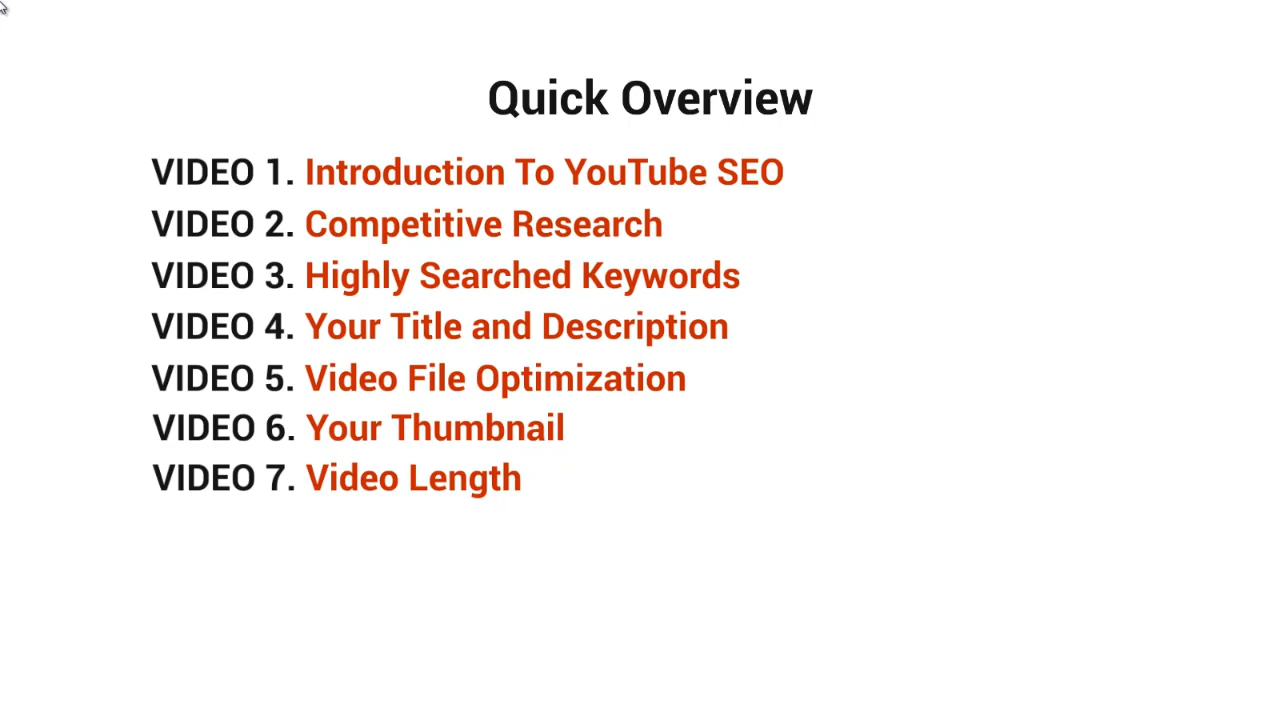 Quick Overview
VIDEO 1. Introduction To YouTube SEO
VIDEO 2. Competitive Research
VIDEO 3. Highly Searched Keywords
VIDEO 4. Your Title and Description
VIDEO 5. Video File Optimization
VIDEO 6. Your Thumbnail
VIDEO 7. Video Length